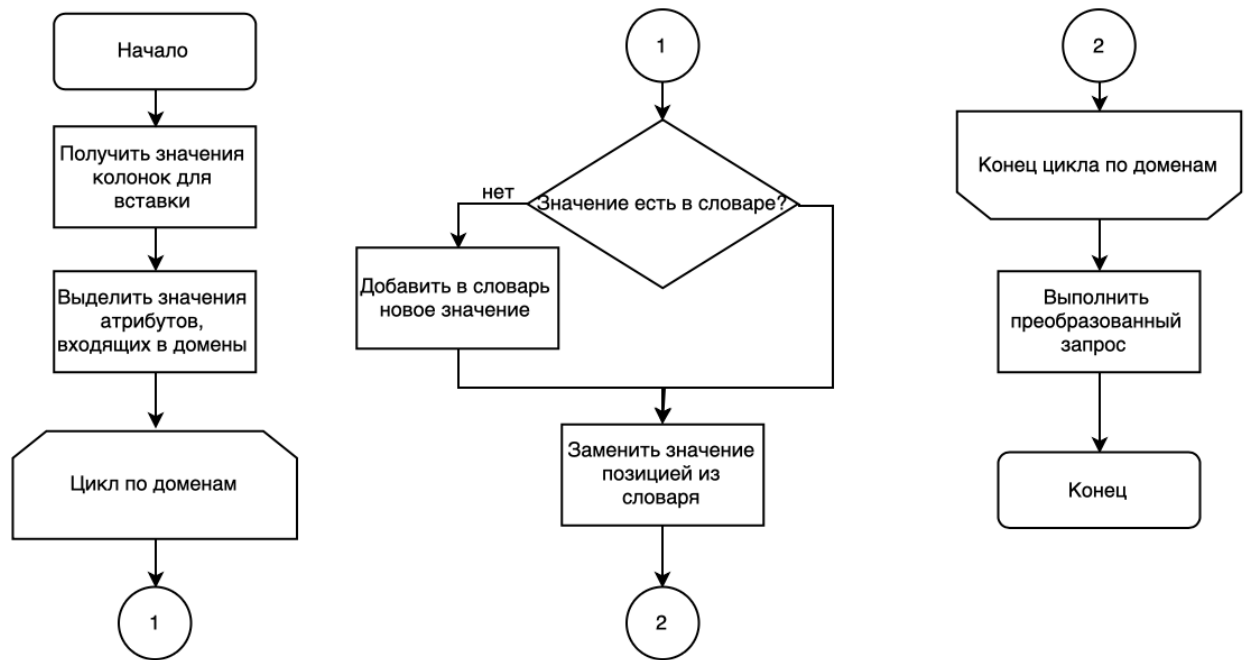 Начало
Получить значения
колонок для
вставки
Выделить значения
атрибутов,
входящих в домены
Цикл по доменам
1
1
Значение есть в словаре?
нет
Добавить в словарь
новое значение
Заменить значение
позицией из
словаря
2
2
Конец цикла по доменам
Выполнить
преобразованный
запрос
Конец